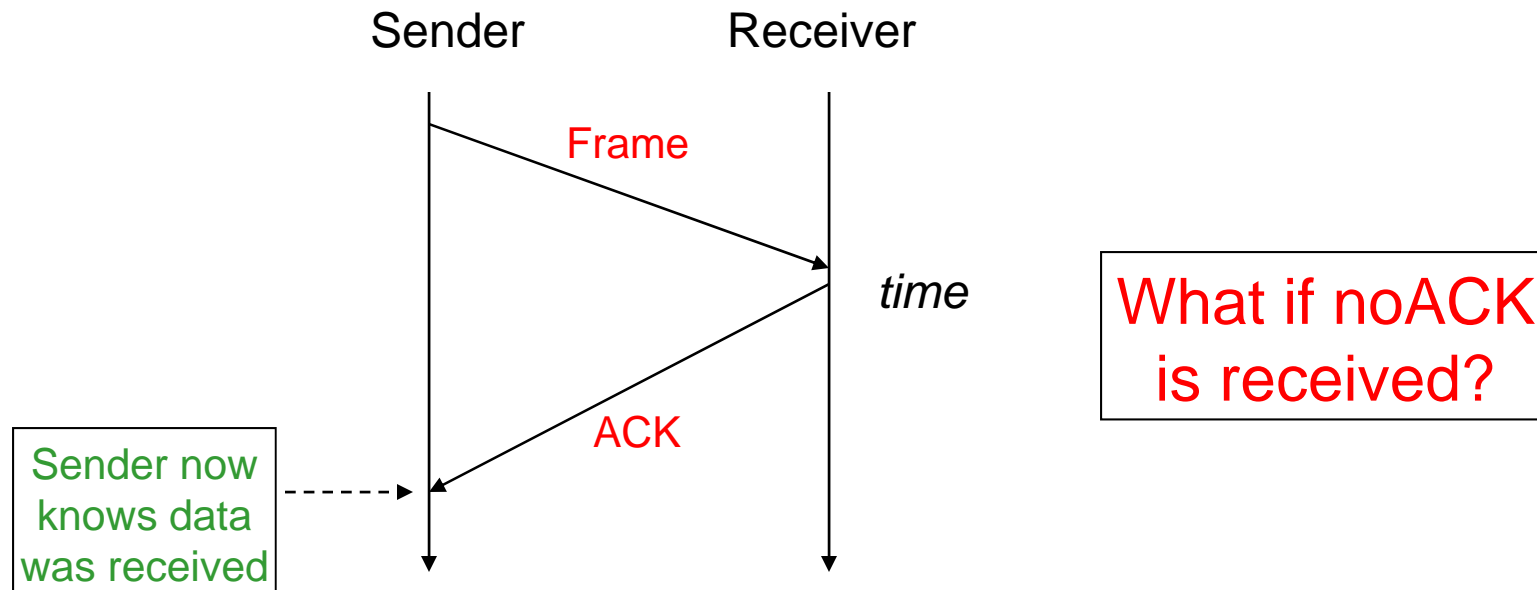 Sender Receiver
Frame
time
What if noACK
is received?
ACK
Sender now
knows data
was received